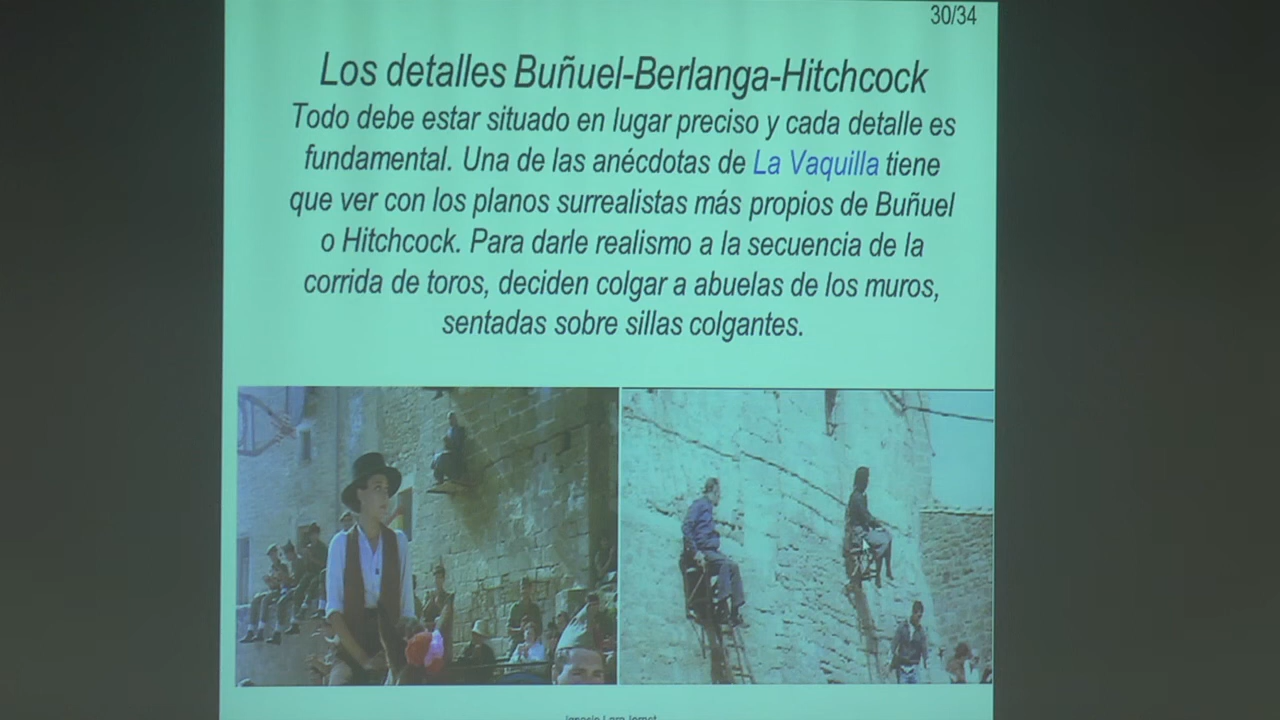 30/34
Los detalles Buñuel-Berlanga-Hitchcock
Todo debe estar situado en lugar preciso y cada detalle es
fundamental. Una de las anécdotas de La Vaquilla tiene
que ver con los planos surrealistas más propios de Buñuel
o Hitchcock. Para darle realismo a la secuencia de la
corrida de toros, deciden colgar a abuelas de los muros,
sentadas sobre sillas colgantes.